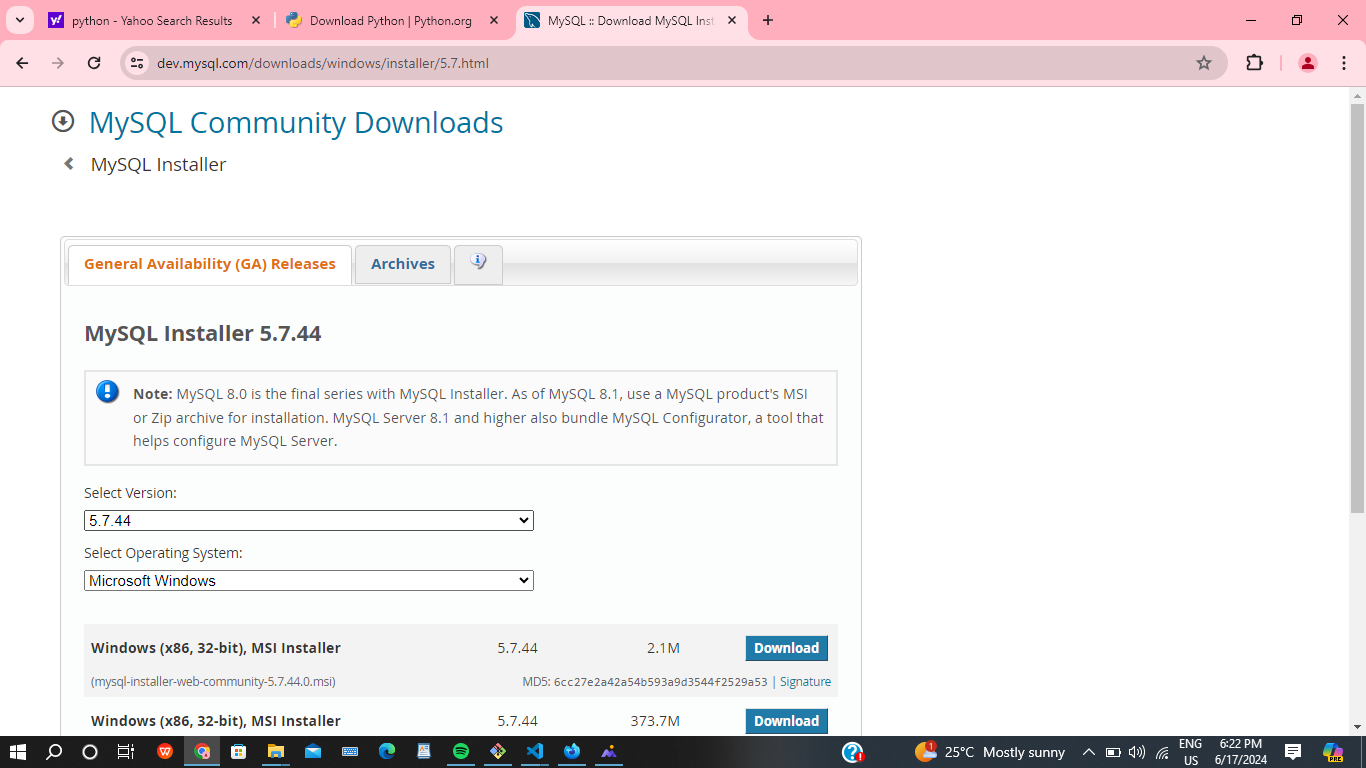 python - Yahoo Search Results
Download Python | Python.org
MySQL :: Download MySQL Inst
dev.mysql.com/downloads/windows/installer/5.7.html
MySQL Community Downloads
MySQL Installer
General Availability (GA) Releases
Archives
MySQL Installer 5.7.44
Note: MySQL 8.0 is the final series with MySQL Installer. As of MySQL 8.1, use a MySQL product's MSI
or Zip archive for installation. MySQL Server 8.1 and higher also bundle MySQL Configurator, a tool that
helps configure MySQL Server.
Select Version:
5.7.44
Select Operating System:
Microsoft Windows
Windows (x86, 32-bit), MSI Installer 5.7.44 2.1M Download
(mysql-installer-web-community-5.7.44.0.msi) MD5: 6cc27e2a42a54b593a9d3544f2529a53 | Signature
Windows (x86, 32-bit), MSI Installer 5.7.44 373.7M Download
1 25°C Mostly sunny
ENG
US
6:22 PM
6/17/2024
PRE